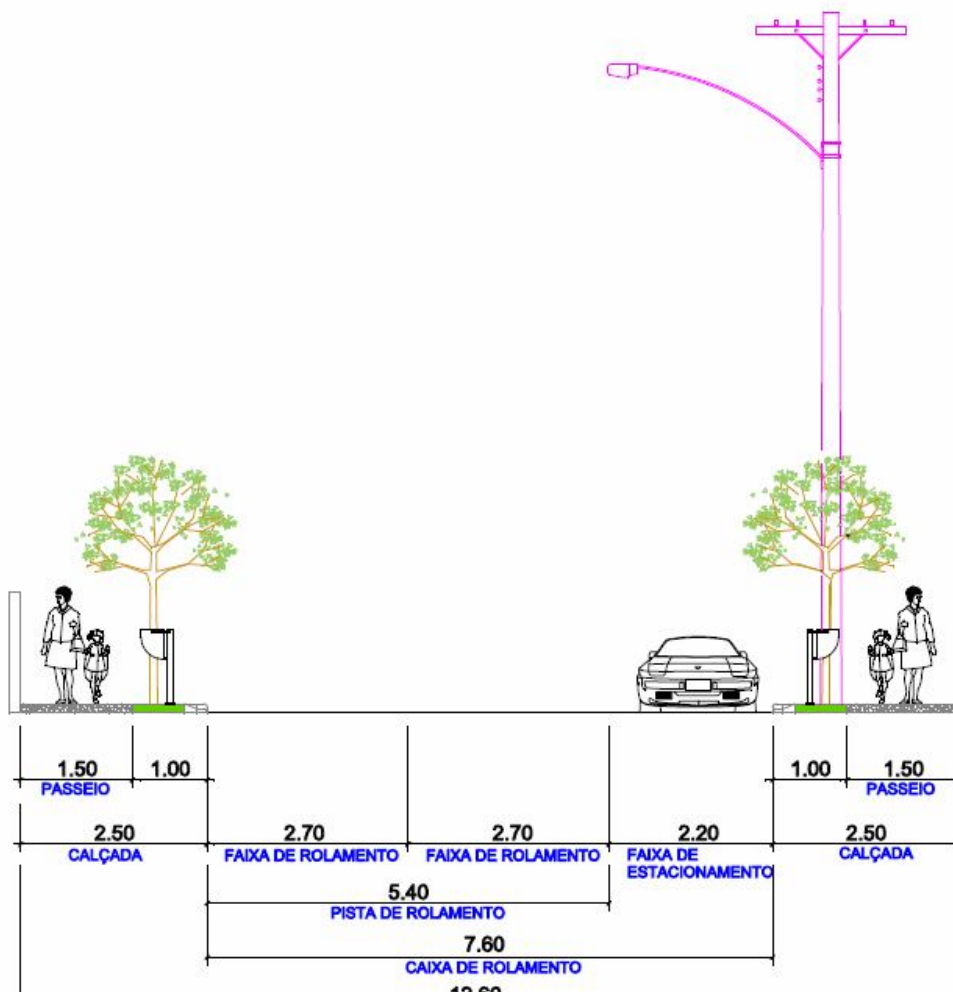 1.50 1.00 1.00 1.50
PASSEIO PASSEIO
2.50 2.70 2.70 2.20 2.50
CALÇADA FAIXA DE ROLAMENTO FAIXA DE ROLAMENTO FAIXA DE CALÇADA
ESTACIONAMENTO
5.40
PISTA DE ROLAMENTO
7.60
CAIXA DE ROLAMENTO